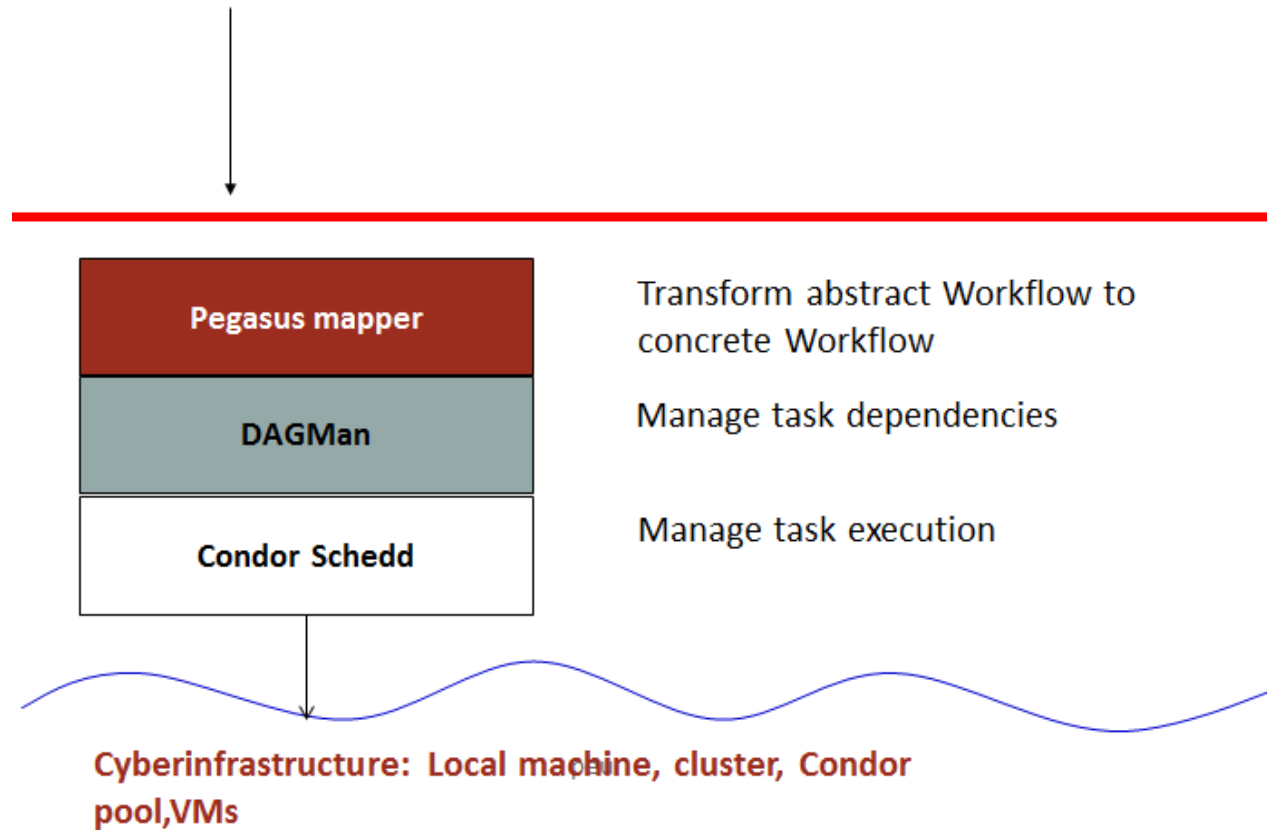 Pegasus mapper
Transform abstract Workflow to
concrete Workflow
DAGMan
Manage task dependencies
Condor Schedd
Manage task execution
Cyberinfrastructure: Local machine, cluster, Condor
pool,VMs